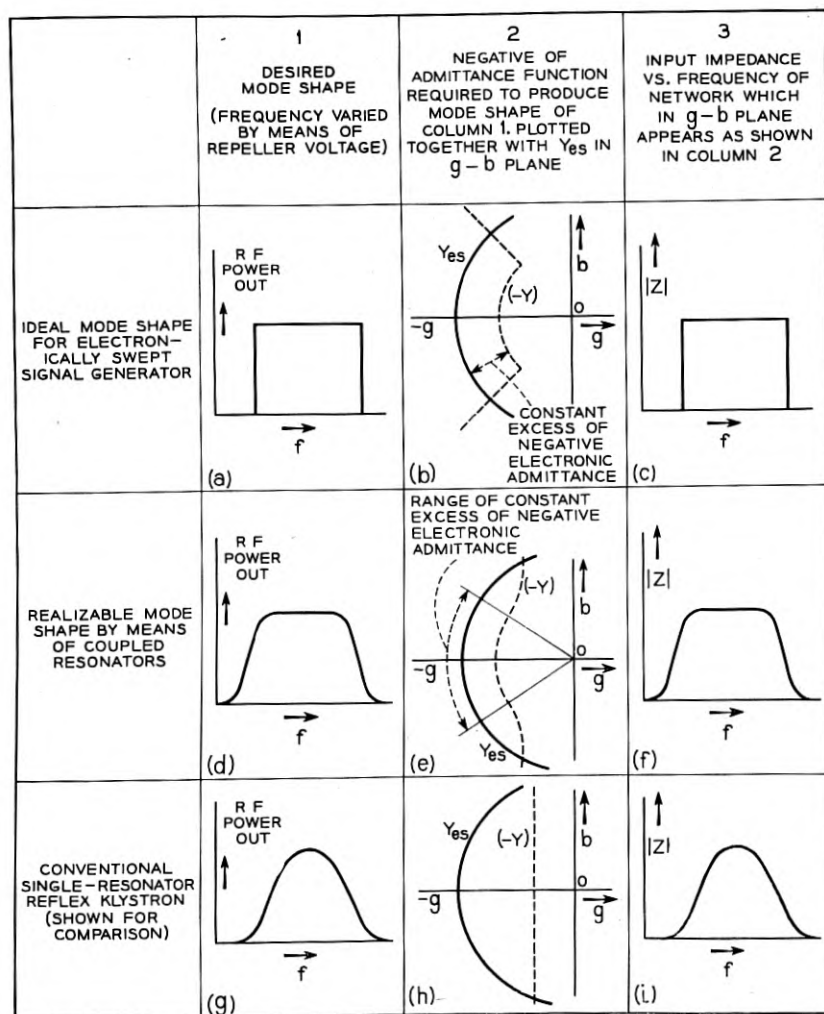 1
DESIRED
MODE SHAPE
(FREQUENCY VARIED
BY MEANS OF
REPELLER VOLTAGE)
2
NEGATIVE OF
ADMITTANCE FUNCTION
REQUIRED TO PRODUCE
MODE SHAPE OF
COLUMN 1. PLOTTED
TOGETHER WITH Yes IN
g-b PLANE
3
INPUT IMPEDANCE
VS. FREQUENCY OF
NETWORK WHICH
IN g-b PLANE
APPEARS AS SHOWN
IN COLUMN 2
IDEAL MODE SHAPE
FOR ELECTRON-
ICALLY SWEPT
SIGNAL GENERATOR
R F
POWER
OUT
f
(a)
Yes
(-Y)
b
o
-g
g
CONSTANT
EXCESS OF
NEGATIVE
ELECTRONIC
ADMITTANCE
(b)
|Z|
f
(c)
REALIZABLE MODE
SHAPE BY MEANS
OF COUPLED
RESONATORS
R F
POWER
OUT
f
(d)
RANGE OF CONSTANT
EXCESS OF NEGATIVE
ELECTRONIC
ADMITTANCE
(-Y)
b
o
-g
g
Yes
(e)
|Z|
f
(f)
CONVENTIONAL
SINGLE-RESONATOR
REFLEX KLYSTRON
(SHOWN FOR
COMPARISON)
R F
POWER
OUT
f
(g)
Yes
(-Y)
b
o
-g
g
(h)
|Z|
f
(i)